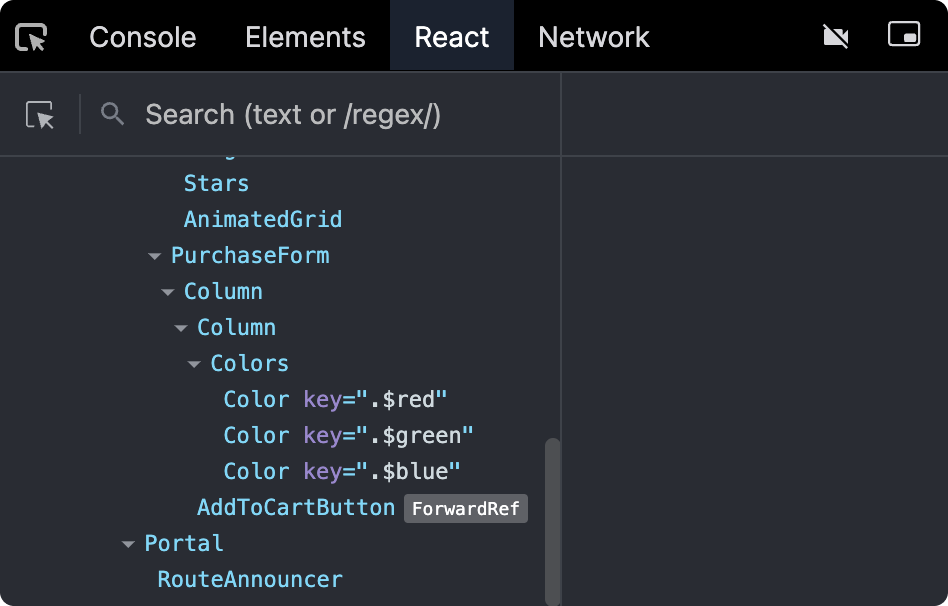 Console Elements React Network
Search (text or /regex/)
Stars
AnimatedGrid
PurchaseForm
Column
Column
Colors
Color key=".$red"
Color key=".$green"
Color key=".$blue"
AddToCartButton ForwardRef
Portal
RouteAnnouncer